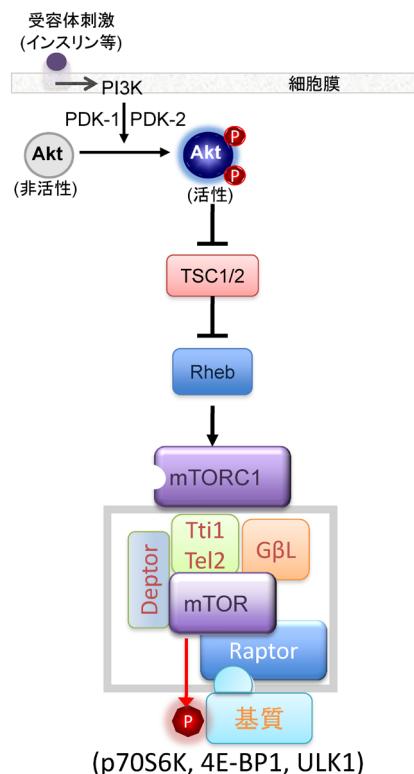 受容体刺激
(インスリン等)
PI3K
細胞膜
PDK-1 PDK-2
Akt
(非活性)
Akt
P
P
(活性)
TSC1/2
Rheb
mTORC1
Tti1
Tel2
GβL
Deptor
mTOR
Raptor
P
基質
(p70S6K, 4E-BP1, ULK1)